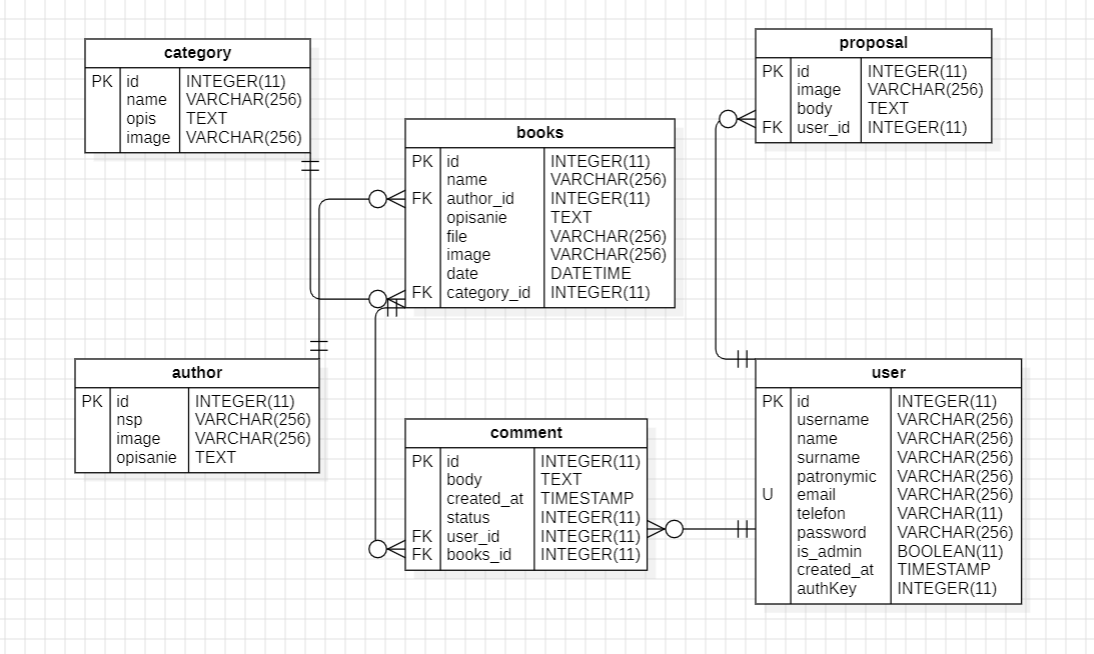 category
PK id INTEGER(11)
name VARCHAR(256)
opis TEXT
image VARCHAR(256)
proposal
PK id INTEGER(11)
image VARCHAR(256)
body TEXT
FK user_id INTEGER(11)
books
PK id INTEGER(11)
name VARCHAR(256)
FK author_id INTEGER(11)
opisanie TEXT
file VARCHAR(256)
image VARCHAR(256)
date DATETIME
FK category_id INTEGER(11)
author
PK id INTEGER(11)
nsp VARCHAR(256)
image VARCHAR(256)
opisanie TEXT
comment
PK id INTEGER(11)
body TEXT
created_at TIMESTAMP
status INTEGER(11)
FK user_id INTEGER(11)
FK books_id INTEGER(11)
user
PK id INTEGER(11)
username VARCHAR(256)
name VARCHAR(256)
surname VARCHAR(256)
patronymic VARCHAR(256)
U email VARCHAR(256)
telefon VARCHAR(11)
password VARCHAR(256)
is_admin BOOLEAN(11)
created_at TIMESTAMP
authKey INTEGER(11)